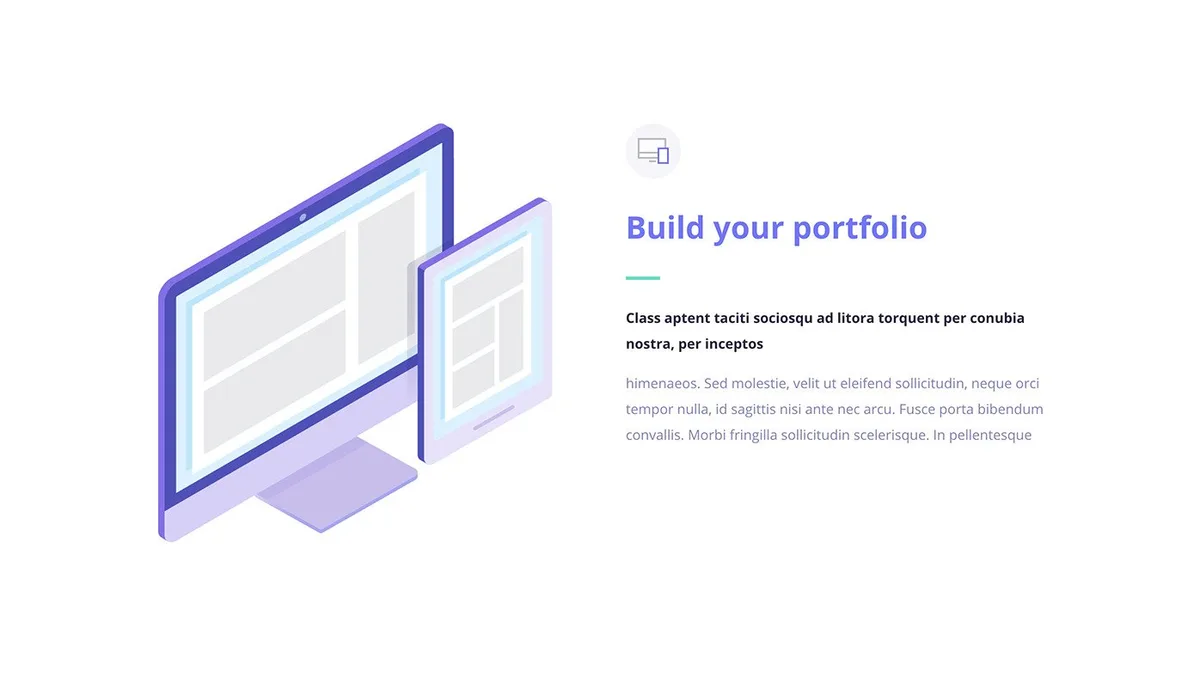 Build your portfolio
Class aptent taciti sociosqu ad litora torquent per conubia
nostra, per inceptos
himenaeos. Sed molestie, velit ut eleifend sollicitudin, neque orci
tempor nulla, id sagittis nisi ante nec arcu. Fusce porta bibendum
convallis. Morbi fringilla sollicitudin scelerisque. In pellentesque